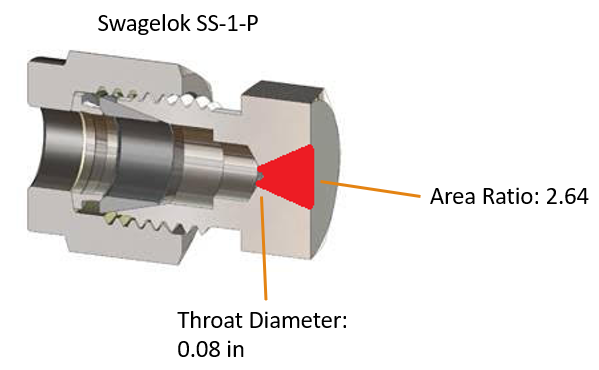 Swagelok SS-1-P
Area Ratio: 2.64
Throat Diameter:
0.08 in